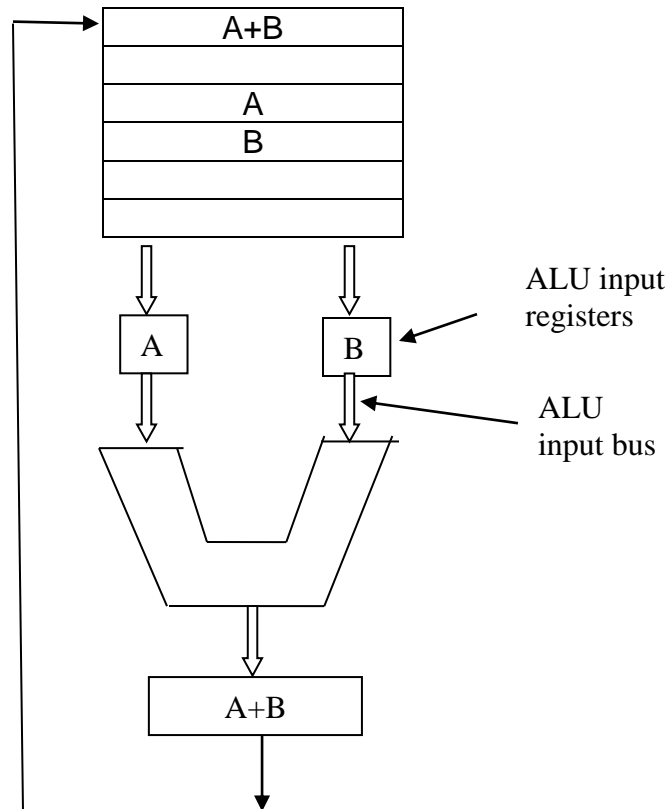 A+B
A
B
ALU input
registers
A
B
ALU
input bus
A+B